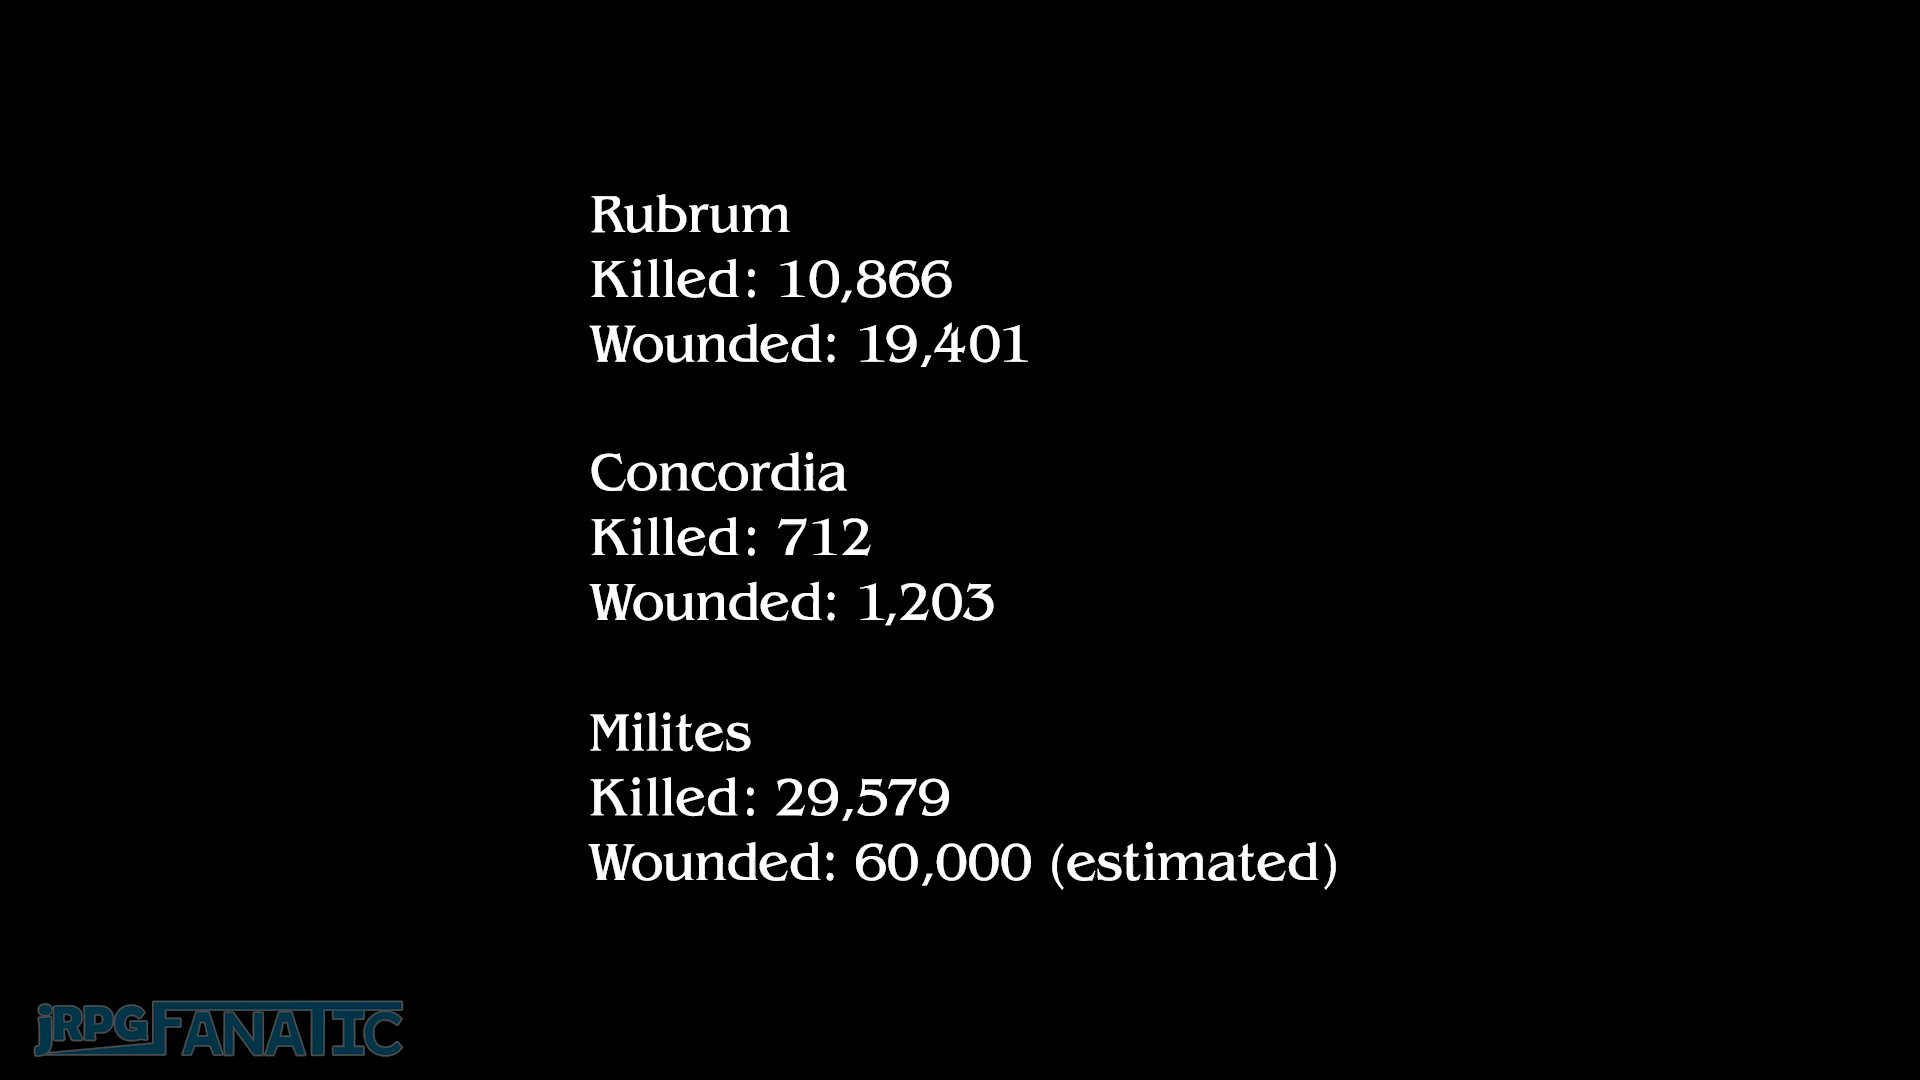 Rubrum
Killed: 10,866
Wounded: 19,401
Concordia
Killed: 712
Wounded: 1,203
Milites
Killed: 29,579
Wounded: 60,000 (estimated)
jRPGFANATIC